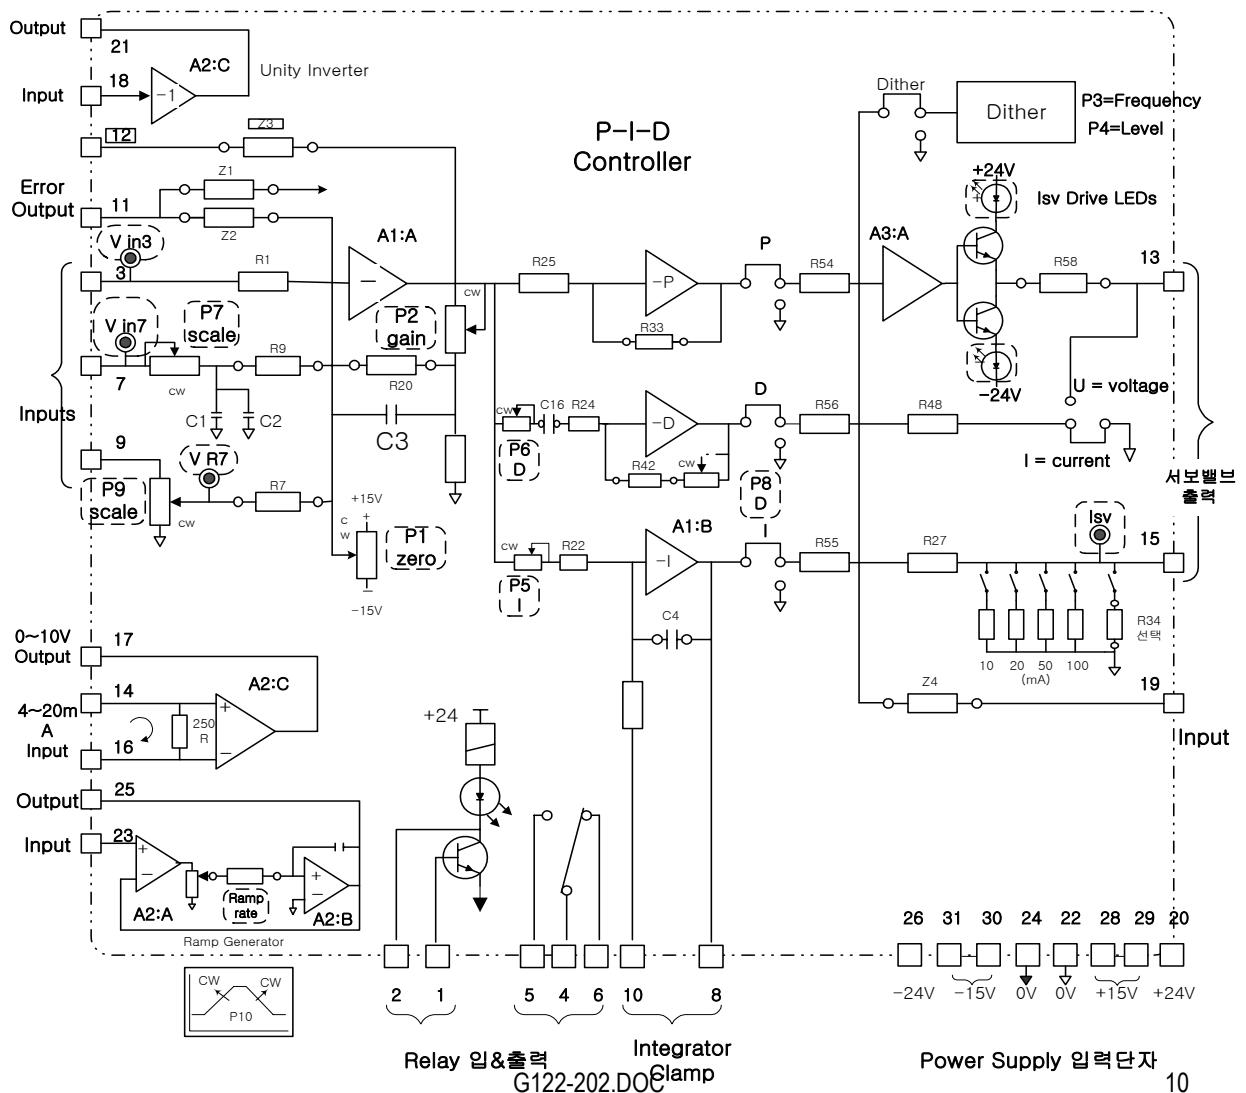 Output
21
A2:C
Unity Inverter
18
Input
−1
12
Z3
P-I-D
Controller
Dither
Dither
P3=Frequency
P4=Level
Z1
Error
Output
11
Z2
+24V
Isv Drive LEDs
V in3
3
R1
A1:A
−
R25
−P
P
R54
A3:A
R58
13
V in7
P7
scale
P2
gain
cw
R33
7
cw
R9
R20
−24V
U = voltage
Inputs
C1
C2
C3
cw
P6
D
C16
R24
−D
D
R56
R48
R42
cw
I = current
9
V R7
P9
scale
cw
R7
P8
D
서보밸브
출력
+15V
+
c
w
P1
zero
−
−15V
cw
P5
I
R22
A1:B
−I
I
R55
R27
Isv
15
C4
10
20
50
100
(mA)
R34
선택
0~10V
Output
17
14
4~20m
A
Input
16
250
R
A2:C
+
−
+24
Z4
19
Input
Output
25
Input
23
+
−
A2:A
Ramp
rate
+
−
A2:B
Ramp Generator
CW
CW
P10
2
1
5
4
6
10
8
26
31
30
24
22
28
29
20
−24V
−15V
0V
0V
+15V
+24V
Relay 입&출력
Integrator
Clamp
Power Supply 입력단자
G122-202.DOC
10